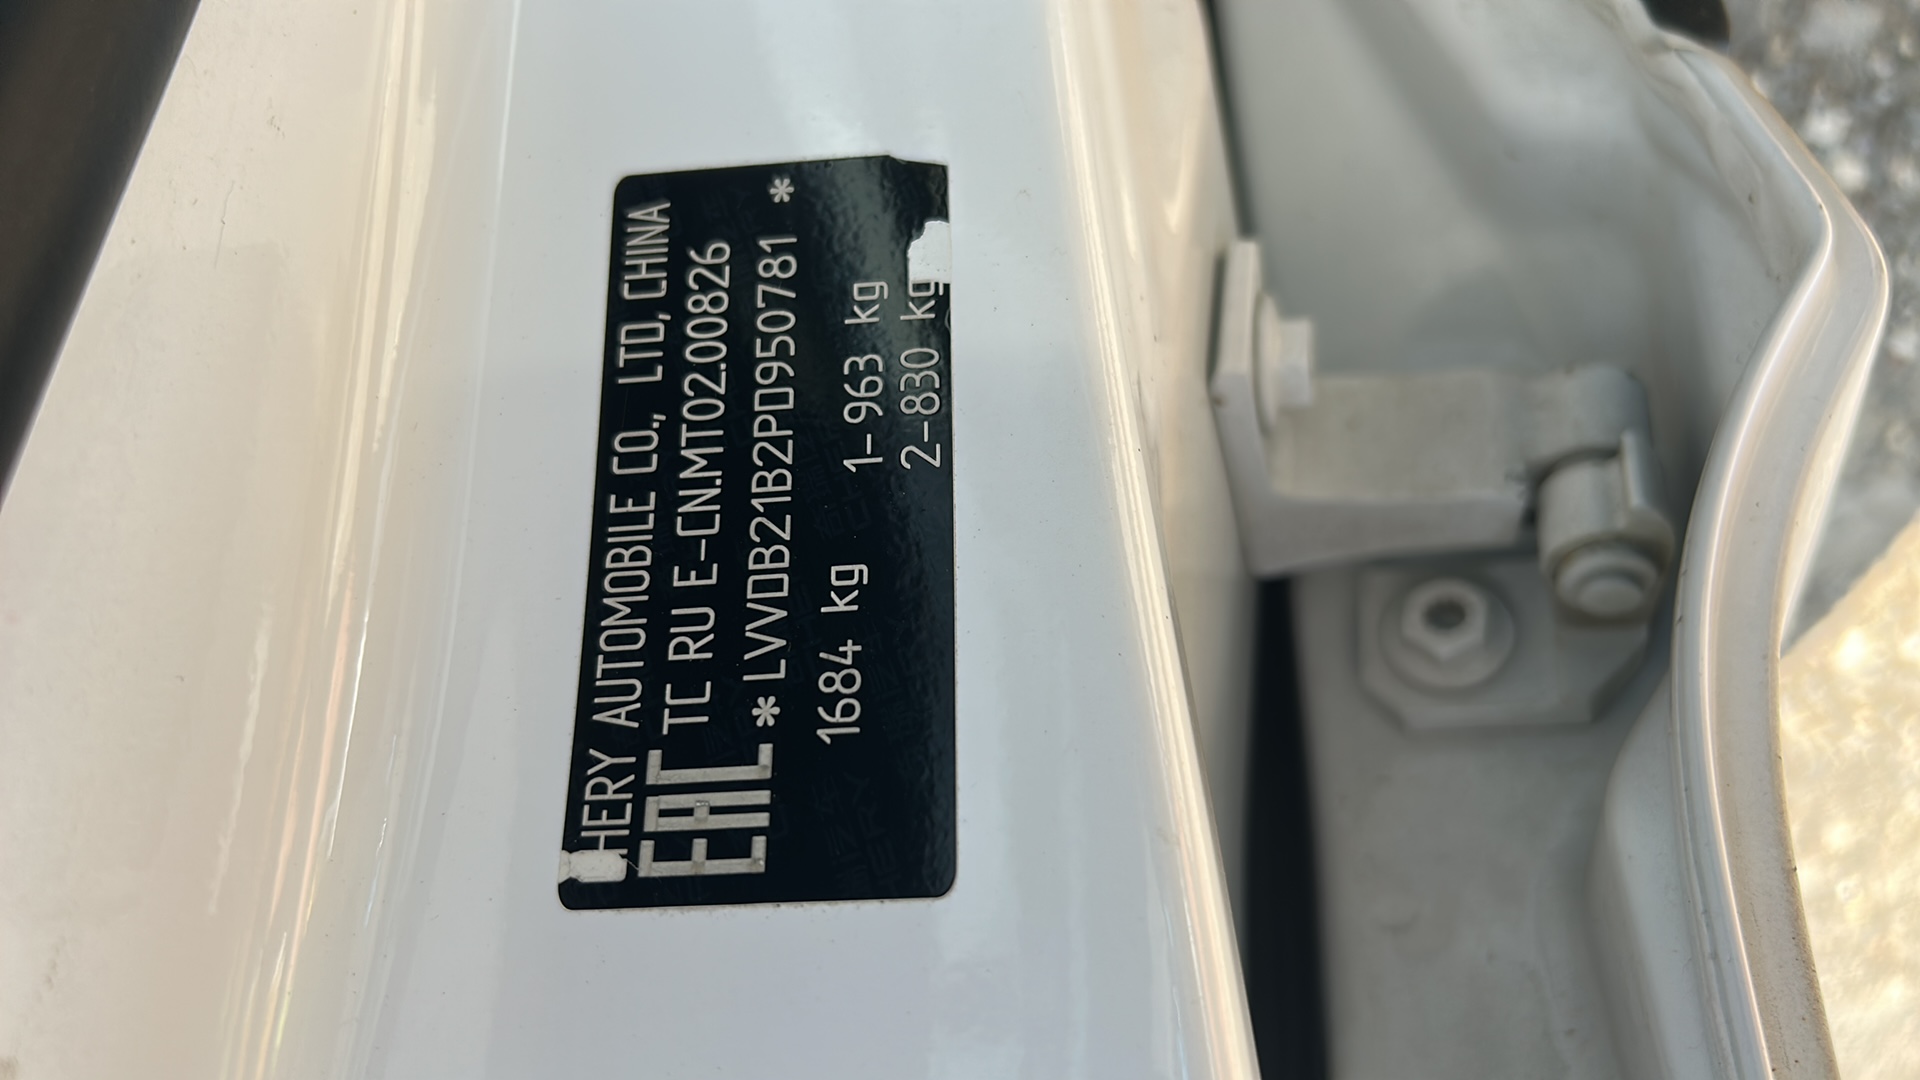 HERY AUTOMOBILE CO., LTD, CHINA
EAC TC RU E-CN.MT02.00826
*LVVDB21B2PD950781 *
1684 kg 1-963 kg
2-830 kg